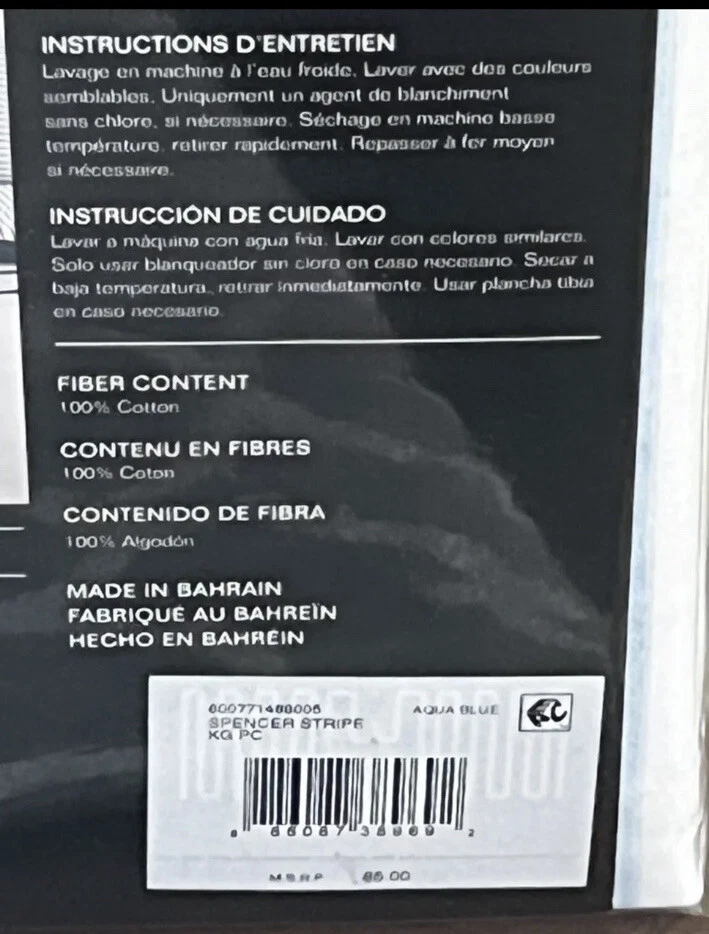 INSTRUCTIONS D'ENTRETIEN
Lavage en machine à l'eau froide. Laver avec des couleurs
semblables. Uniquement un agent de blanchiment
sans chlore, si nécessaire. Séchage en machine basse
température, retirer rapidement. Repasser à fer moyen
si nécessaire.
INSTRUCCIÓN DE CUIDADO
Lavar a máquina con agua fría. Lavar con colores similares.
Solo usar blanqueador sin cloro en caso necesario. Secar a
baja temperatura, retirar inmediatamente. Usar plancha tibia
en caso necesario.
FIBER CONTENT
100% Cotton
CONTENU EN FIBRES
100% Coton
CONTENIDO DE FIBRA
100% Algodón
MADE IN BAHRAIN
FABRIQUÉ AU BAHREÏN
HECHO EN BAHRÉIN
AQUA BLUE
SPENCER STRIPE
KG PC
MSRP